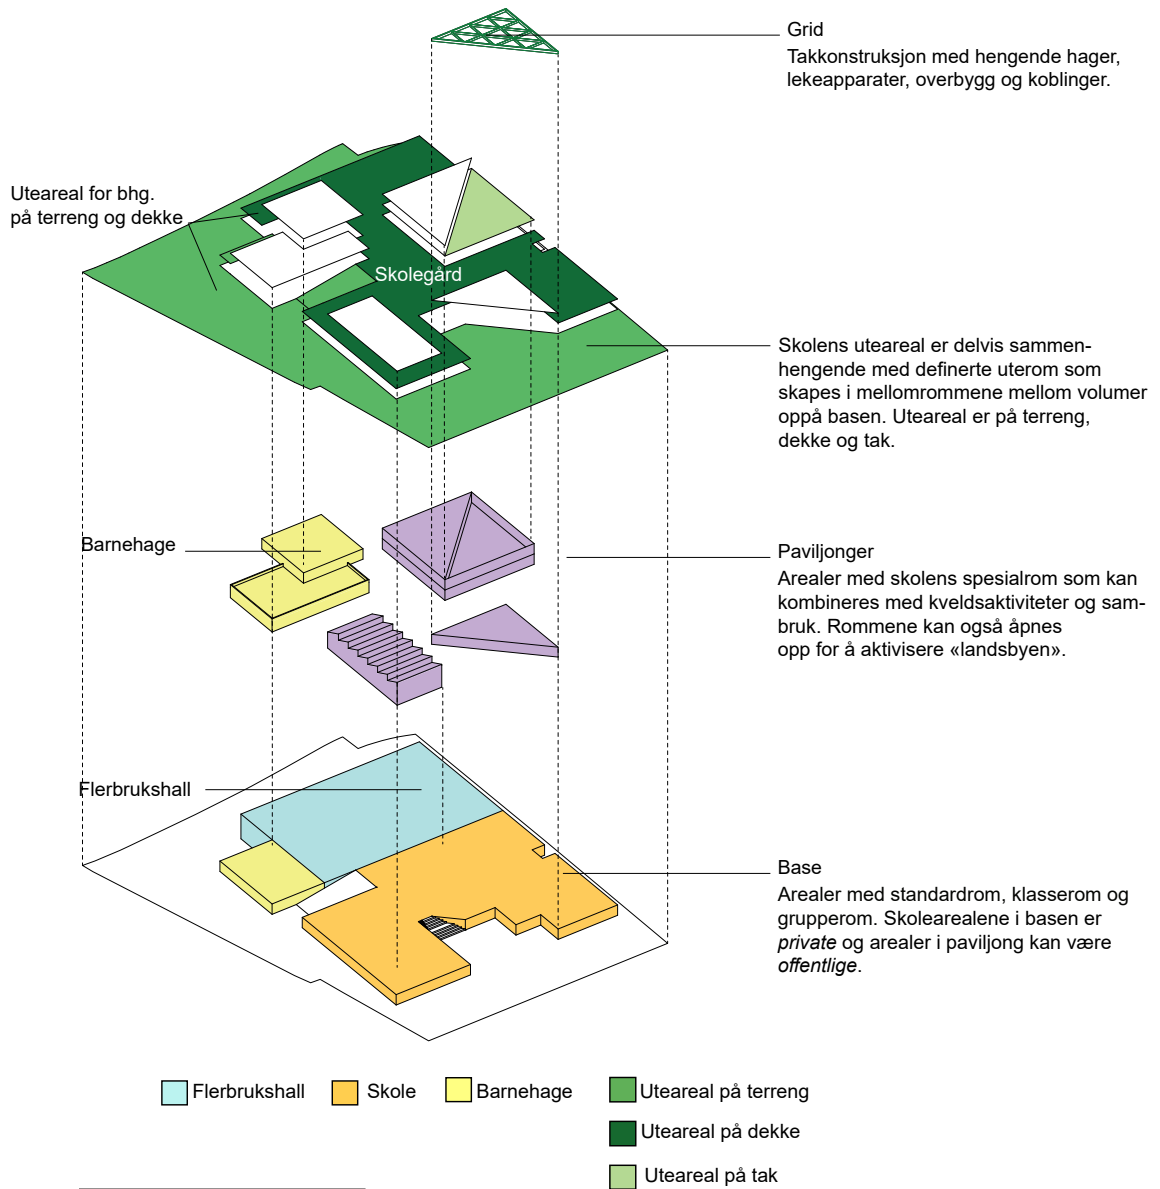 Grid
Takkonstruksjon med hengende hager,
lekeapparater, overbygg og koblinger.
Uteareal for bhg.
på terreng og dekke
Skolegård
Skolens uteareal er delvis sammen-
hengende med definerte uterom som
skapes i mellomrommene mellom volumer
oppå basen. Uteareal er på terreng,
dekke og tak.
Barnehage
Paviljonger
Arealer med skolens spesialrom som kan
kombineres med kveldsaktiviteter og sam-
bruk. Rommene kan også åpnes
opp for å aktivisere «landsbyen».
Flerbrukshall
Base
Arealer med standardrom, klasserom og
grupperom. Skolearealene i basen er
private og arealer i paviljong kan være
offentlige.
Flerbrukshall
Skole
Barnehage
Uteareal på terreng
Uteareal på dekke
Uteareal på tak